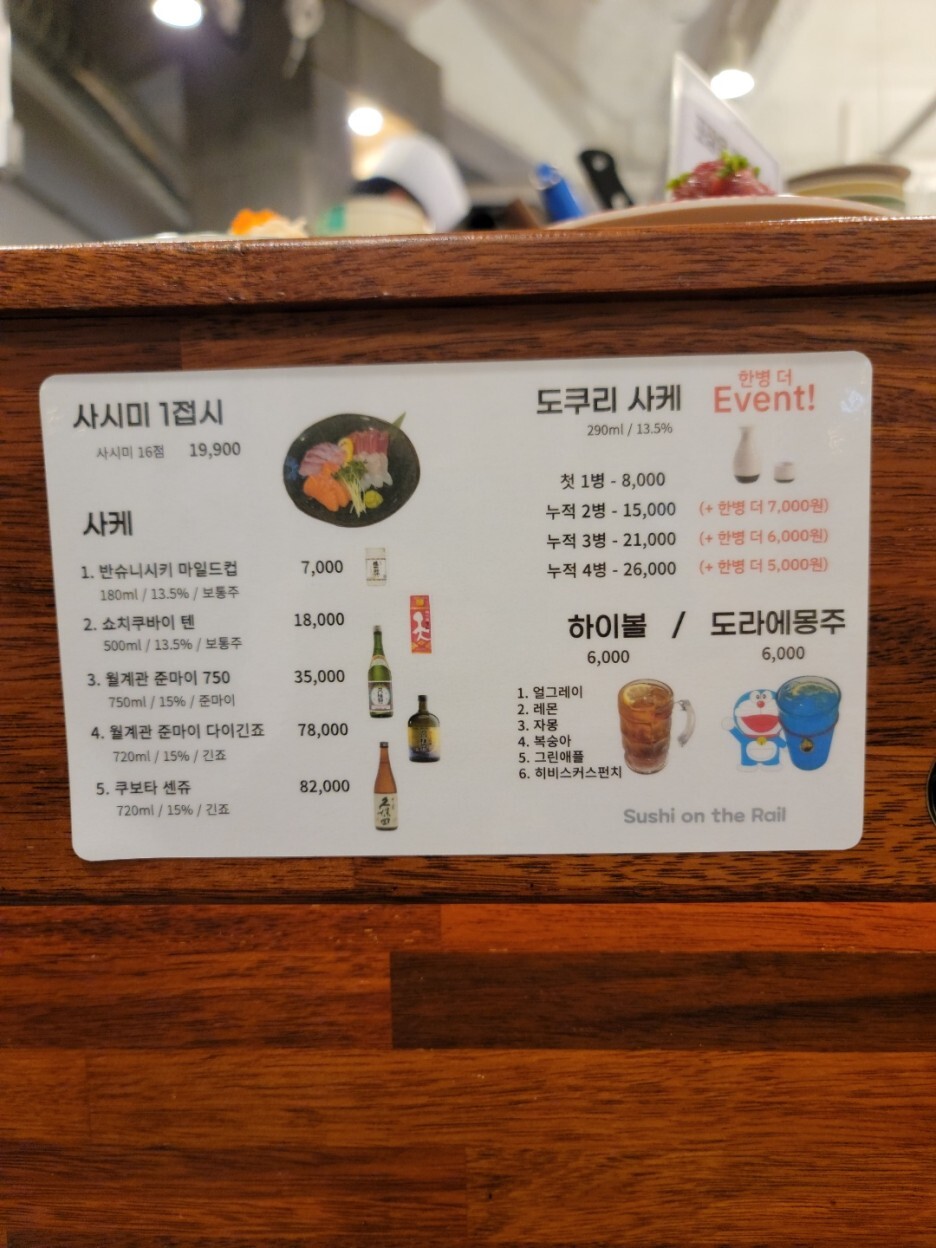 사시미 1접시
사시미 16점 19,900
사케
1. 반슈니시키 마일드컵 7,000
180ml / 13.5% / 보통주
2. 쇼치쿠바이 텐 18,000
500ml / 13.5% / 보통주
3. 월계관 준마이 750 35,000
750ml / 15% / 준마이
4. 월계관 준마이 다이긴죠 78,000
720ml / 15% / 긴죠
5. 쿠보타 센쥬 82,000
720ml / 15% / 긴죠
久保田
도쿠리 사케
290ml / 13.5%
한병 더
Event!
첫 1병 - 8,000
누적 2병 - 15,000 (+ 한병 더 7,000원)
누적 3병 - 21,000 (+ 한병 더 6,000원)
누적 4병 - 26,000 (+ 한병 더 5,000원)
하이볼 / 도라에몽주
6,000 6,000
1. 얼그레이
2. 레몬
3. 자몽
4. 복숭아
5. 그린애플
6. 히비스커스펀치
Sushi on the Rail